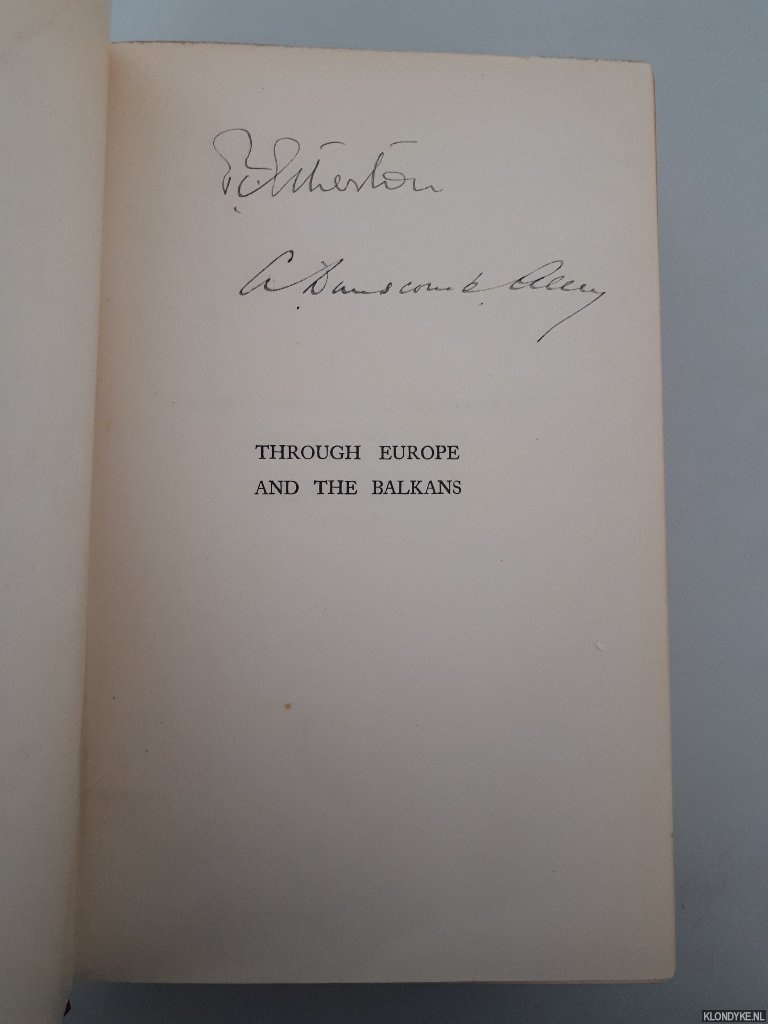 P. T. Etherton
A. Dunscombe Allen
THROUGH EUROPE
AND THE BALKANS
KLONDYKE.NL